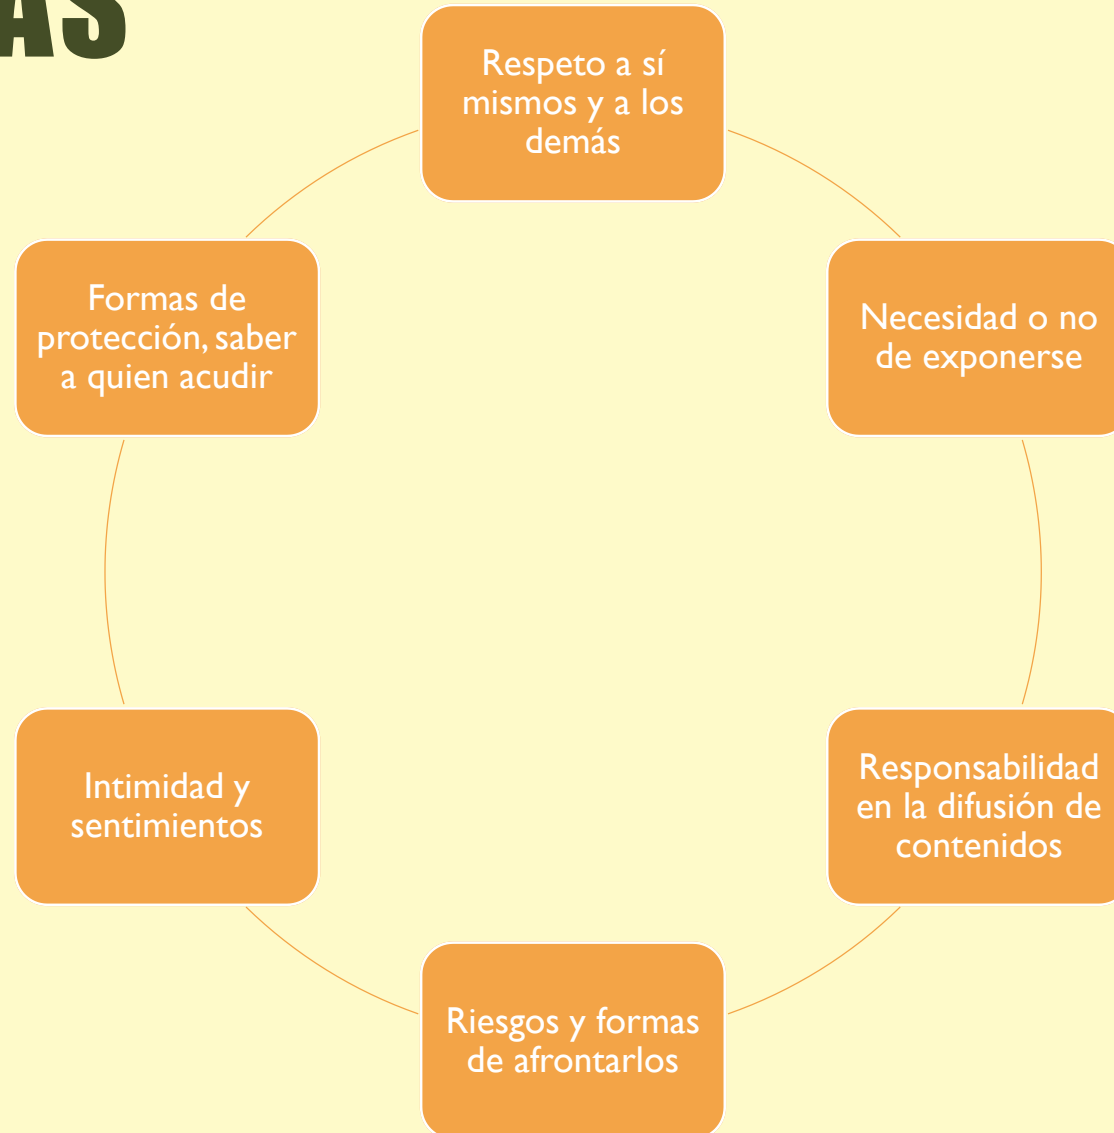 AS
Respeto a sí
mismos y a los
demás
Necesidad o no
de exponerse
Responsabilidad
en la difusión de
contenidos
Riesgos y formas
de afrontarlos
Intimidad y
sentimientos
Formas de
protección, saber
a quien acudir